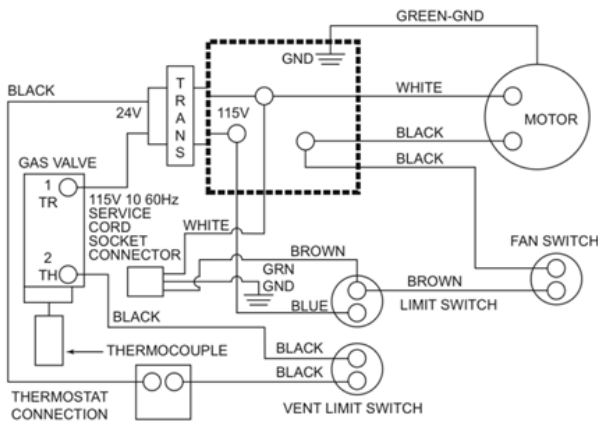 GREEN-GND
GND
BLACK
24V
TRANS
115V
WHITE
MOTOR
BLACK
BLACK
GAS VALVE
1
TR
115V 10 60Hz
SERVICE
CORD
SOCKET
CONNECTOR
WHITE
2
TH
BROWN
GRN
GND
BLUE
FAN SWITCH
BROWN
LIMIT SWITCH
BLACK
THERMOCOUPLE
BLACK
BLACK
THERMOSTAT
CONNECTION
VENT LIMIT SWITCH